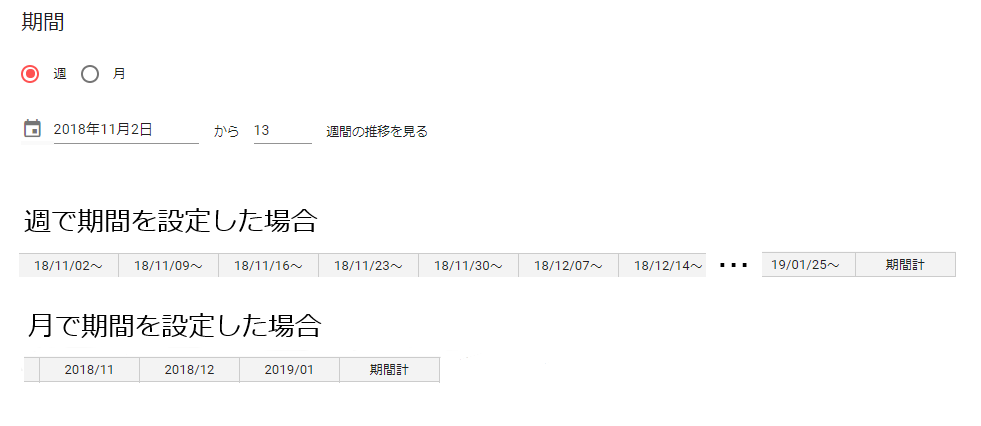 期間
週 月
2018年11月2日 から 13 週間の推移を見る
週で期間を設定した場合
18/11/02～ 18/11/09～ 18/11/16～ 18/11/23～ 18/11/30～ 18/12/07～ 18/12/14～ ... 19/01/25～ 期間計
月で期間を設定した場合
2018/11 2018/12 2019/01 期間計